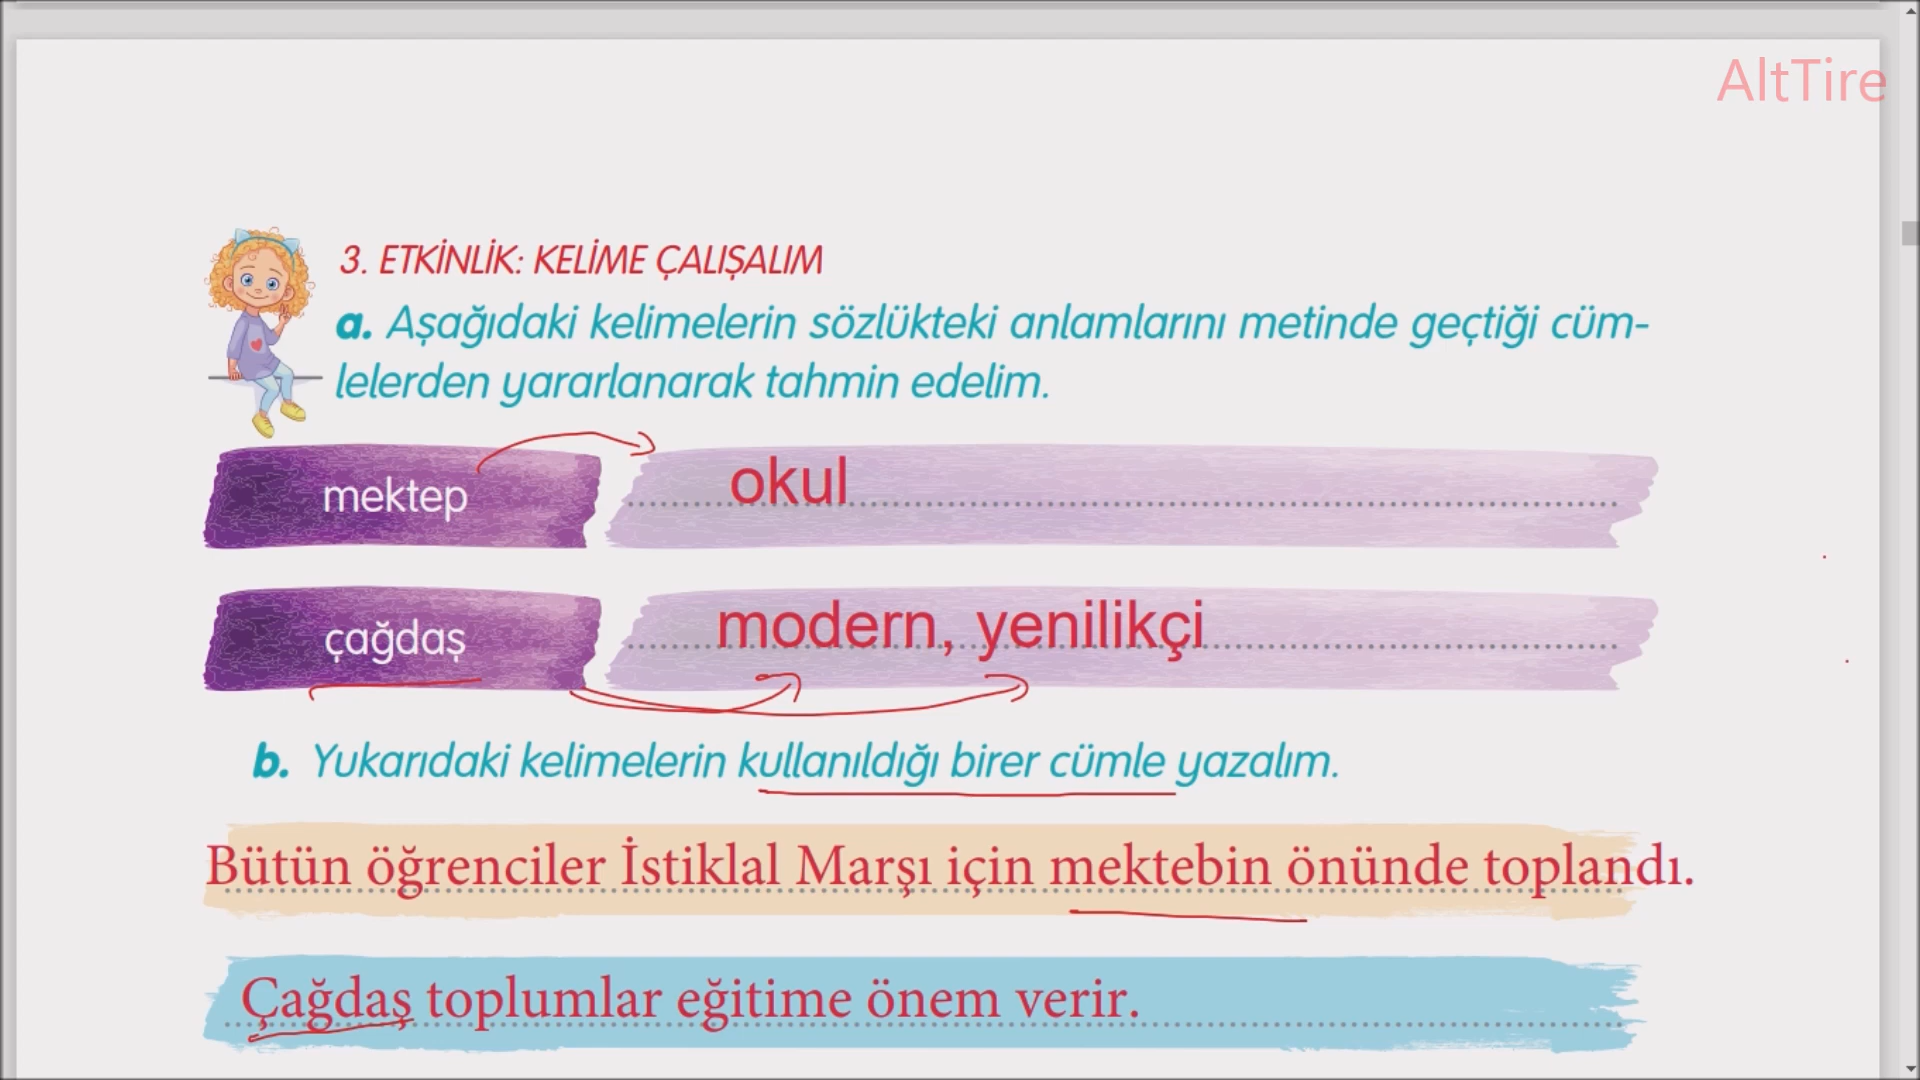 AltTire
3. ETKİNLİK: KELİME ÇALIŞALIM
a. Aşağıdaki kelimelerin sözlükteki anlamlarını metinde geçtiği cüm-
lelerden yararlanarak tahmin edelim.
mektep okul
çağdaş modern, yenilikçi
b. Yukarıdaki kelimelerin kullanıldığı birer cümle yazalım.
Bütün öğrenciler İstiklal Marşı için mektebin önünde toplandı.
Çağdaş toplumlar eğitime önem verir.